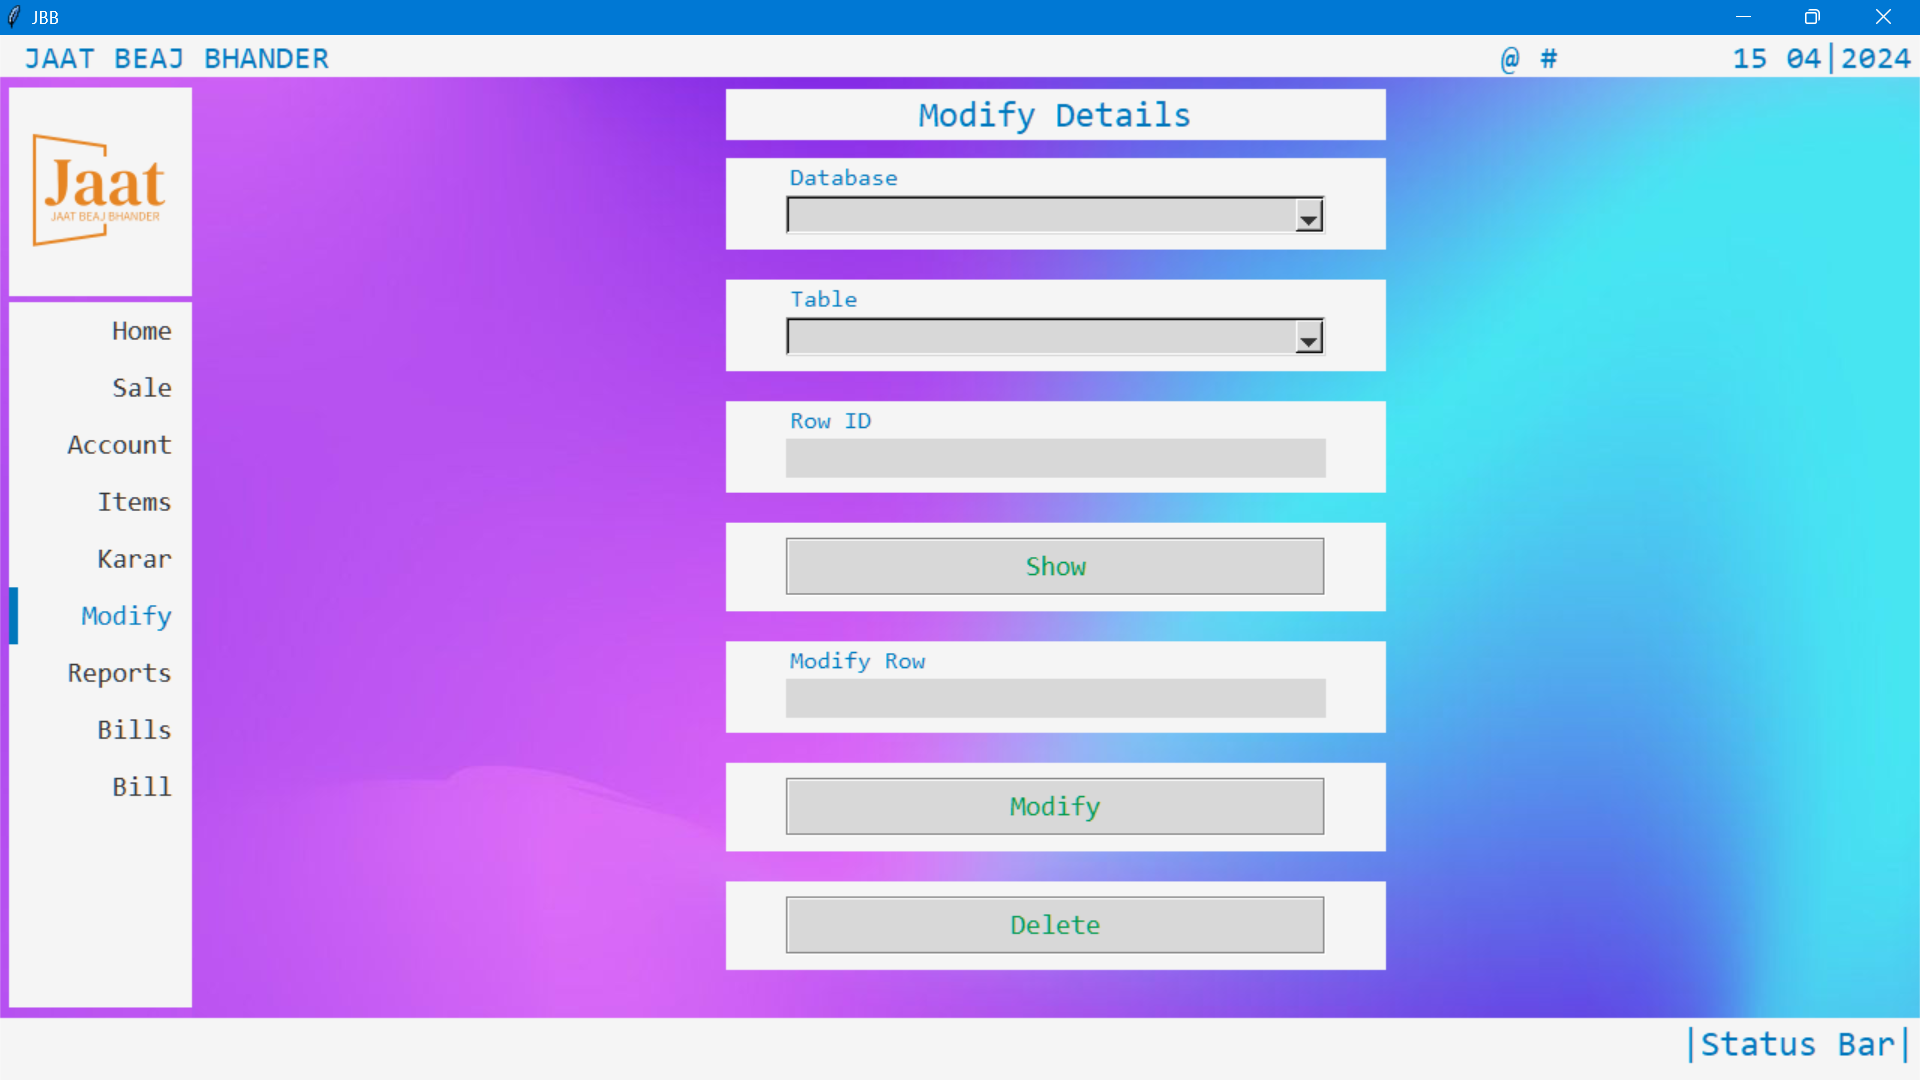 JBB
JAAT BEAJ BHANDER
@ #
15 04|2024
Jaat
JAAT BEAJ BHANDER
Home
Sale
Account
Items
Karar
Modify
Reports
Bills
Bill
Modify Details
Database
Table
Row ID
Show
Modify Row
Modify
Delete
|Status Bar|